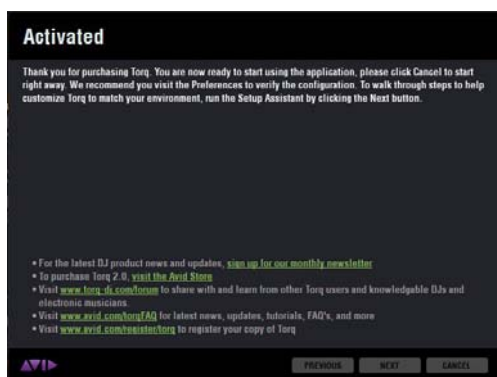 Activated
Thank you for purchasing Torq. You are now ready to start using the application, please click Cancel to start
right away. We recommend you visit the Preferences to verify the configuration. To walk through steps to help
customize Torq to match your environment, run the Setup Assistant by clicking the Next button.
• For the latest DJ product news and updates, sign up for our monthly newsletter
• To purchase Torq 2.0, visit the Avid Store
• Visit www.torq-dj.com/forum to share with and learn from other Torq users and knowledgable DJs and
electronic musicians.
• Visit www.avid.com/torqFAQ for latest news, updates, tutorials, FAQ's, and more
• Visit www.avid.com/register/torq to register your copy of Torq
AVID
PREVIOUS NEXT CANCEL